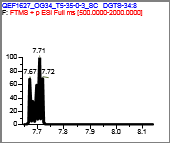 QEF1627_OG34_T5-35-0-3_SC DGTS-34:8
F: FTMS + p ESI Full ms [500.0000-2000.0000]
7.71
7.67 7.72
100
80
60
40
20
0
7.7 7.8 7.9 8.0 8.1